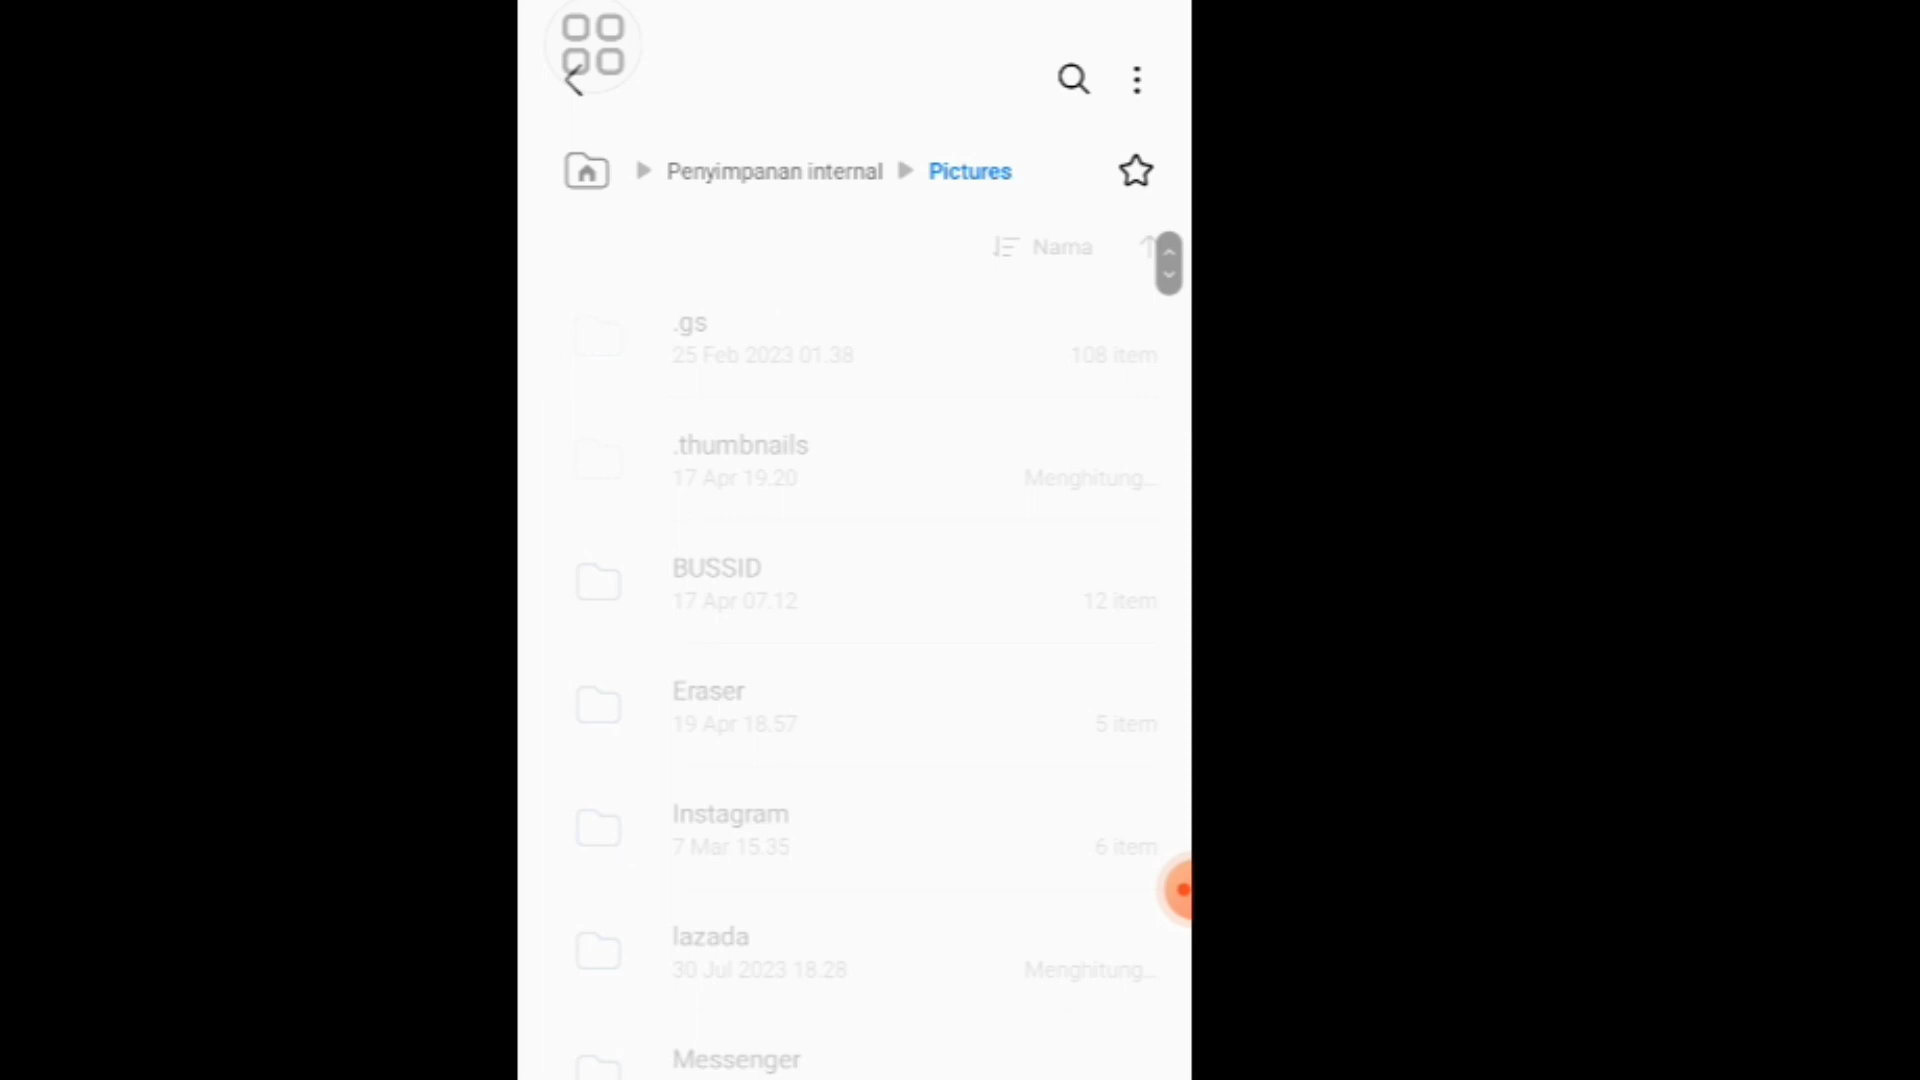 Penyimpanan internal Pictures
Nama
.gs
25 Feb 2023 01.38 108 item
.thumbnails
17 Apr 19.20 Menghitung...
BUSSID
17 Apr 07.12 12 item
Eraser
19 Apr 18.57 5 item
Instagram
7 Mar 15.35 6 item
lazada
30 Jul 2023 18.28 Menghitung...
Messenger